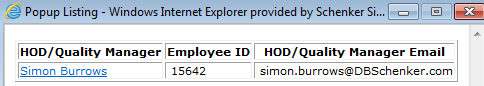 Popup Listing - Windows Internet Explorer provided by Schenker Si...
HOD/Quality Manager Employee ID HOD/Quality Manager Email
Simon Burrows 15642 simon.burrows@DBSchenker.com